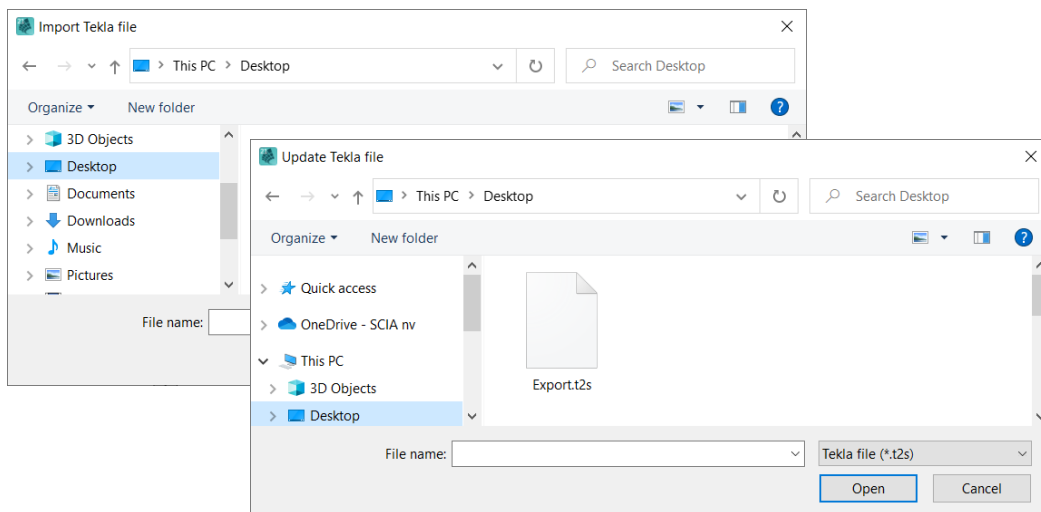 Import Tekla file
This PC > Desktop
Search Desktop
Organize
New folder
3D Objects
Desktop
Documents
Downloads
Music
Pictures
File name:
Update Tekla file
This PC > Desktop
Search Desktop
Organize
New folder
Quick access
OneDrive - SCIA nv
This PC
3D Objects
Desktop
Export.t2s
File name:
Tekla file (*.t2s)
Open
Cancel